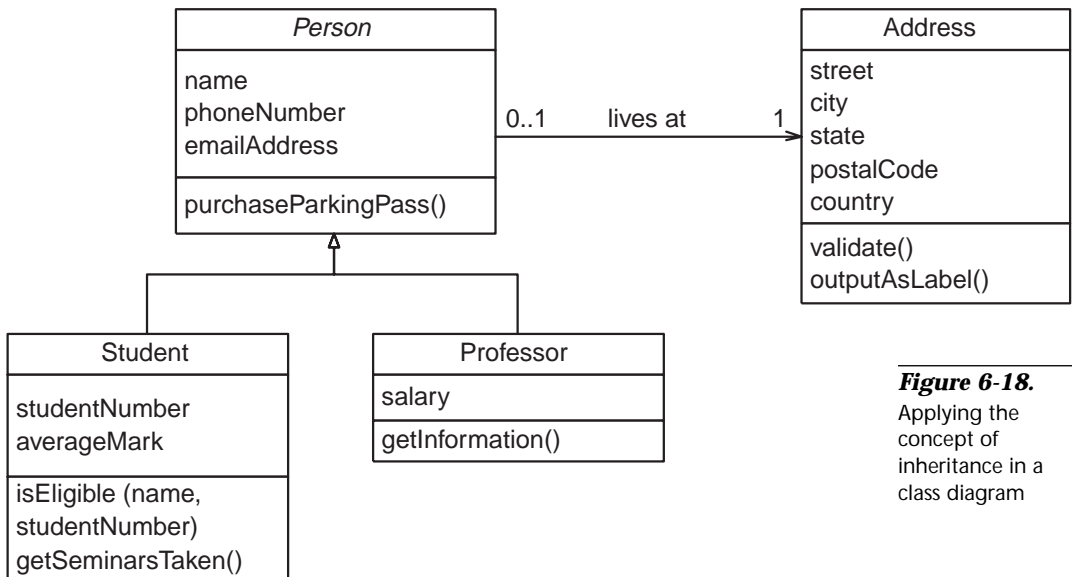 Person
name
phoneNumber
emailAddress
purchaseParkingPass()
0..1 lives at 1
Address
street
city
state
postalCode
country
validate()
outputAsLabel()
Student
studentNumber
averageMark
isEligible (name,
studentNumber)
getSeminarsTaken()
Professor
salary
getInformation()
Figure 6-18.
Applying the
concept of
inheritance in a
class diagram